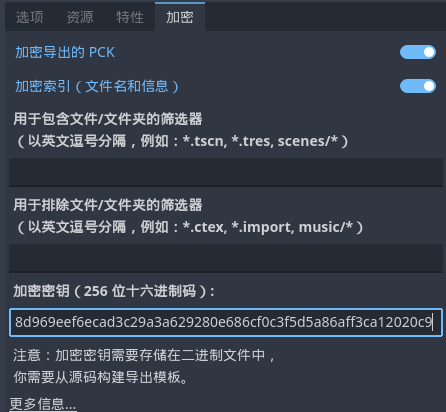 选项 资源 特性 加密
加密导出的 PCK
加密索引（文件名和信息）
用于包含文件/文件夹的筛选器
（以英文逗号分隔，例如：*.tscn, *.tres, scenes/*）
用于排除文件/文件夹的筛选器
（以英文逗号分隔，例如：*.ctex, *.import, music/*）
加密密钥（256 位十六进制码）：
8d969eef6ecad3c29a3a629280e686cf0c3f5d5a86aff3ca12020c9
注意：加密密钥需要存储在二进制文件中，
你需要从源码构建导出模板。
更多信息...